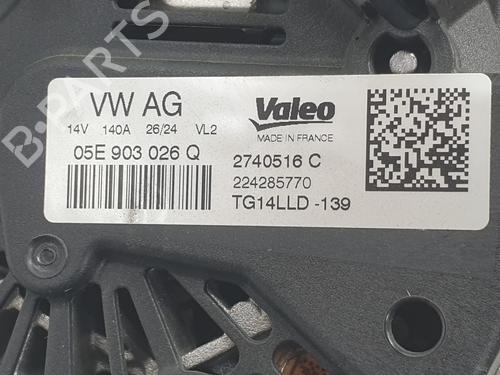 B-PARTS
VW AG
14V 140A 26/24 VL2
05E 903 026 Q
Valeo
MADE IN FRANCE
2740516 C
224285770
TG14LLD -139